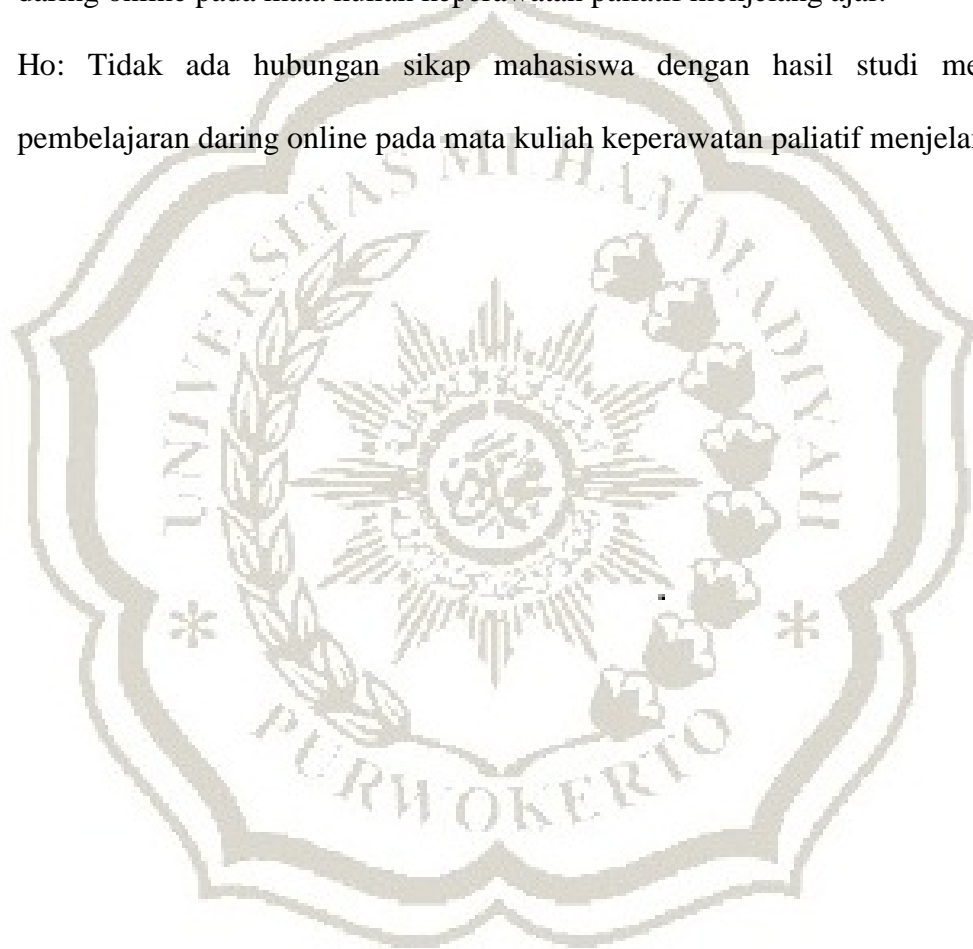 daring online pada mata kuliah keperawatan paliatif menjelang ajal.
Ho: Tidak ada hubungan sikap mahasiswa dengan hasil studi me
pembelajaran daring online pada mata kuliah keperawatan paliatif menjela
UNIVERSITAS MUHAMMADIYAH
PURWOKERTO